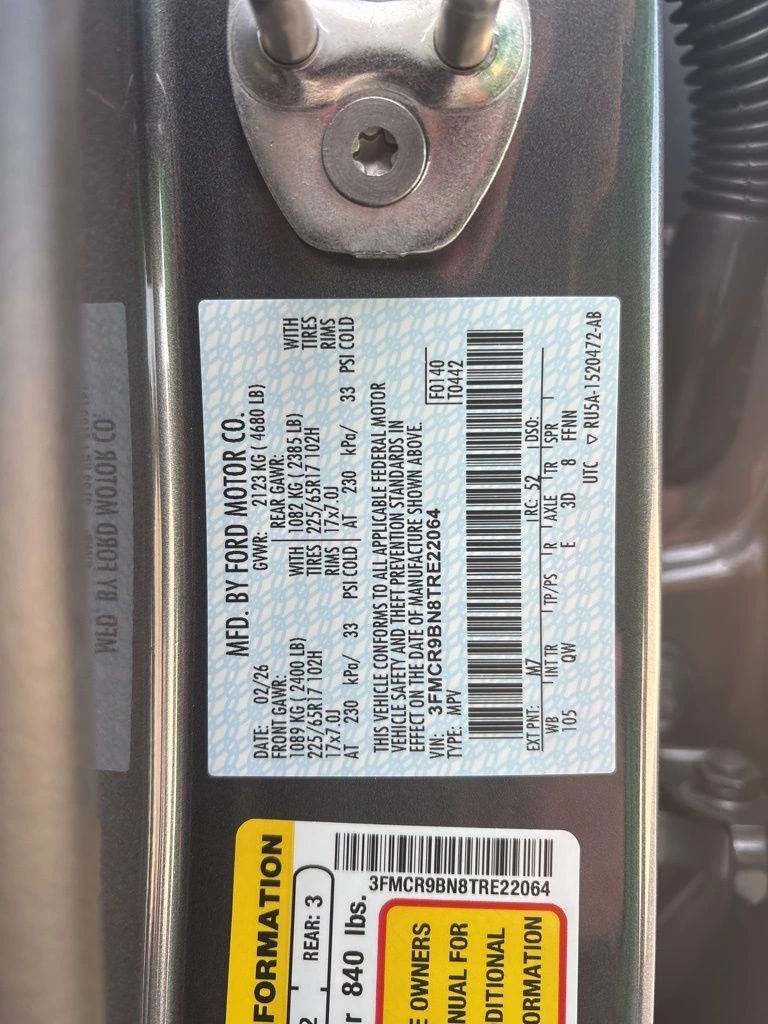 MFD. BY FORD MOTOR CO.
DATE: 02/26 GVWR: 2123 KG ( 4680 LB)
FRONT GAWR: REAR GAWR:
1089 KG ( 2400 LB) WITH 1082 KG ( 2385 LB) WITH
225/65R17 102H TIRES 225/65R17 102H TIRES
17x7.0J RIMS 17x7.0J RIMS
AT 230 kPa/ 33 PSI COLD AT 230 kPa/ 33 PSI COLD
THIS VEHICLE CONFORMS TO ALL APPLICABLE FEDERAL MOTOR
VEHICLE SAFETY AND THEFT PREVENTION STANDARDS IN
EFFECT ON THE DATE OF MANUFACTURE SHOWN ABOVE.
VIN: 3FMCR9BN8TRE22064 F0140
TYPE: MPV T0442
EXT PNT: M7 RC: 52 DSO:
WB INT TR TP/PS R AXLE TR SPR
105 QW E 3D 8 FFNN
UTC ▽ RU5A-1520472-AB
FORMATION
REAR: 3
3FMCR9BN8TRE22064
r 840 lbs.
E OWNERS
NUAL FOR
DITIONAL
ORMATION
MFD. BY FORD MOTOR CO.